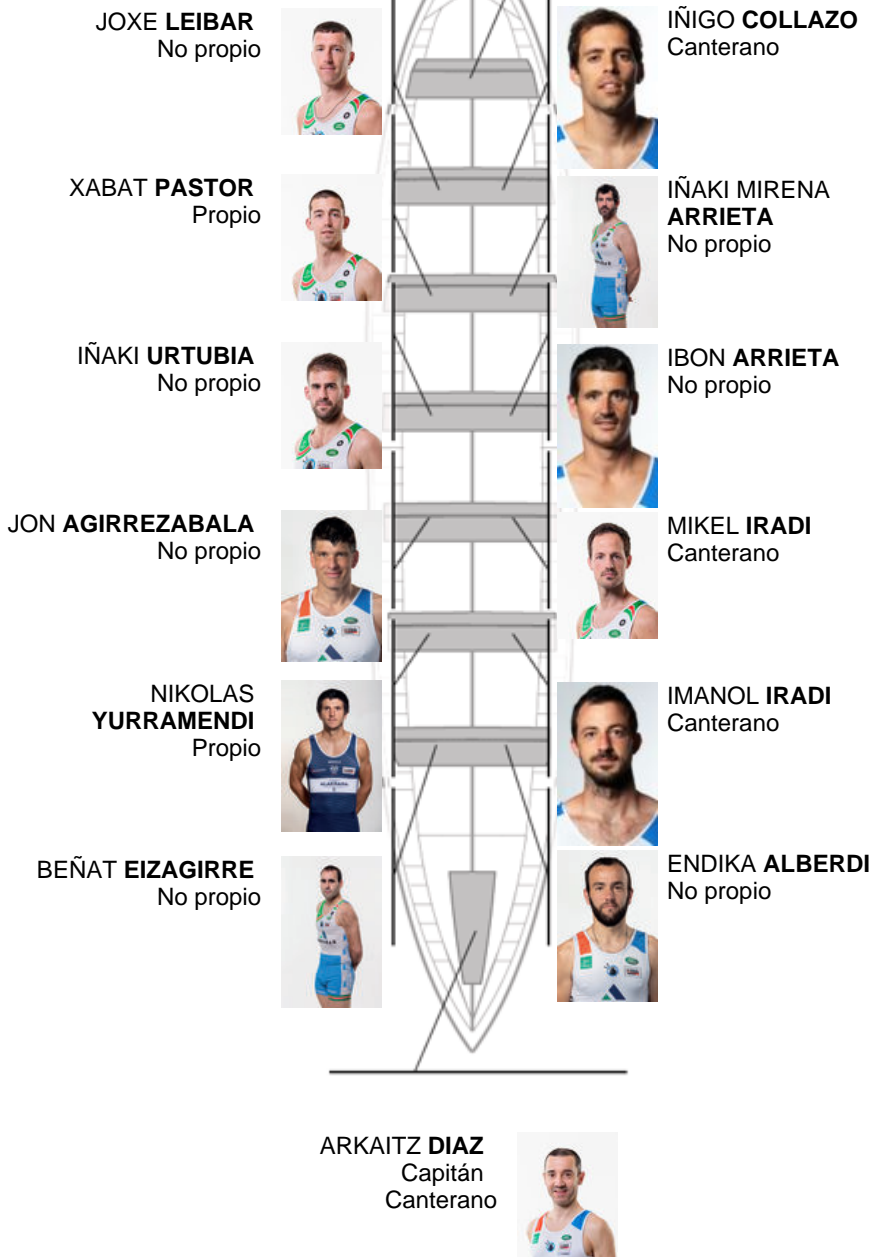 JOXE LEIBAR
No propio
IÑIGO COLLAZO
Canterano
XABAT PASTOR
Propio
IÑAKI MIRENA
ARRIETA
No propio
IÑAKI URTUBIA
No propio
IBON ARRIETA
No propio
JON AGIRREZABALA
No propio
MIKEL IRADI
Canterano
NIKOLAS
YURRAMENDI
Propio
IMANOL IRADI
Canterano
BEÑAT EIZAGIRRE
No propio
ENDIKA ALBERDI
No propio
ARKAITZ DIAZ
Capitán
Canterano